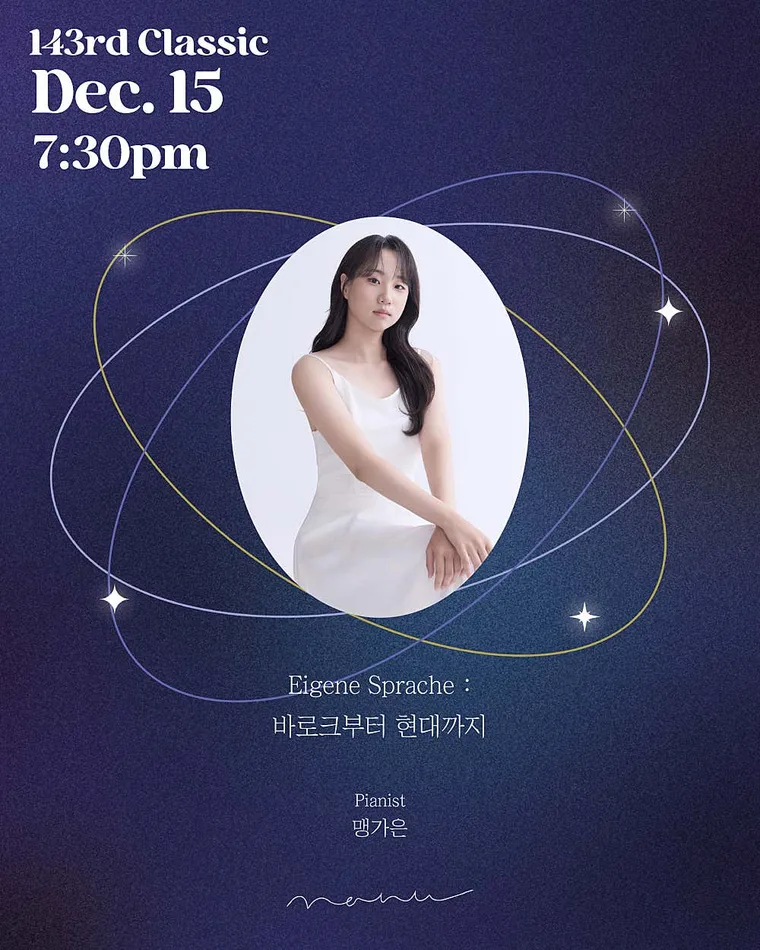 143rd Classic
Dec. 15
7:30pm
Eigene Sprache :
바로크부터 현대까지
Pianist
맹가은